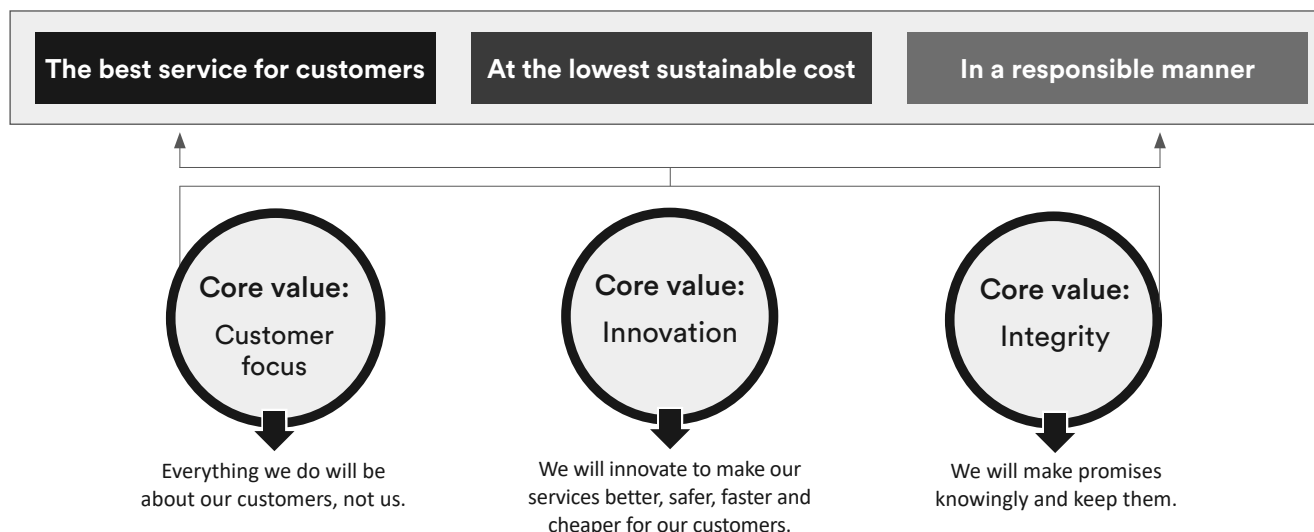 The best service for customers
At the lowest sustainable cost
In a responsible manner
Core value:
Customer
focus
Everything we do will be
about our customers, not us.
Core value:
Innovation
We will innovate to make our
services better, safer, faster and
cheaper for our customers.
Core value:
Integrity
We will make promises
knowingly and keep them.